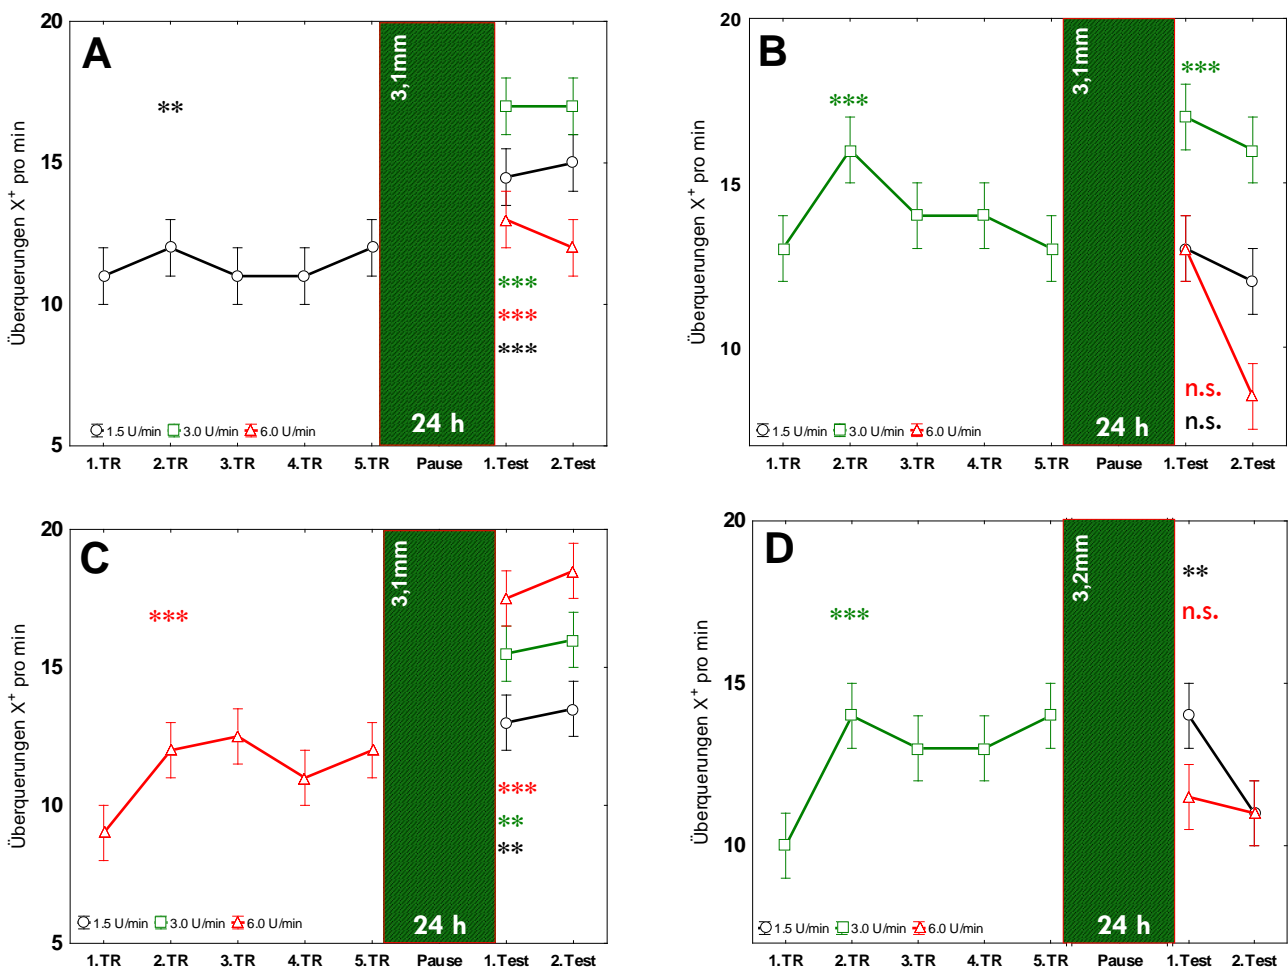 A
20
15
10
5
Überquerungen X⁺ pro min
**
3,1mm
24 h
***
***
***
1.5 U/min 3.0 U/min 6.0 U/min
1.TR 2.TR 3.TR 4.TR 5.TR Pause 1.Test 2.Test
B
20
15
10
Überquerungen X⁺ pro min
***
3,1mm
24 h
***
n.s.
n.s.
1.5 U/min 3.0 U/min 6.0 U/min
1.TR 2.TR 3.TR 4.TR 5.TR Pause 1.Test 2.Test
C
20
15
10
5
Überquerungen X⁺ pro min
***
3,1mm
24 h
***
**
**
1.5 U/min 3.0 U/min 6.0 U/min
1.TR 2.TR 3.TR 4.TR 5.TR Pause 1.Test 2.Test
D
20
15
10
Überquerungen X⁺ pro min
***
3,2mm
24 h
**
n.s.
1.5 U/min 3.0 U/min 6.0 U/min
1.TR 2.TR 3.TR 4.TR 5.TR Pause 1.Test 2.Test